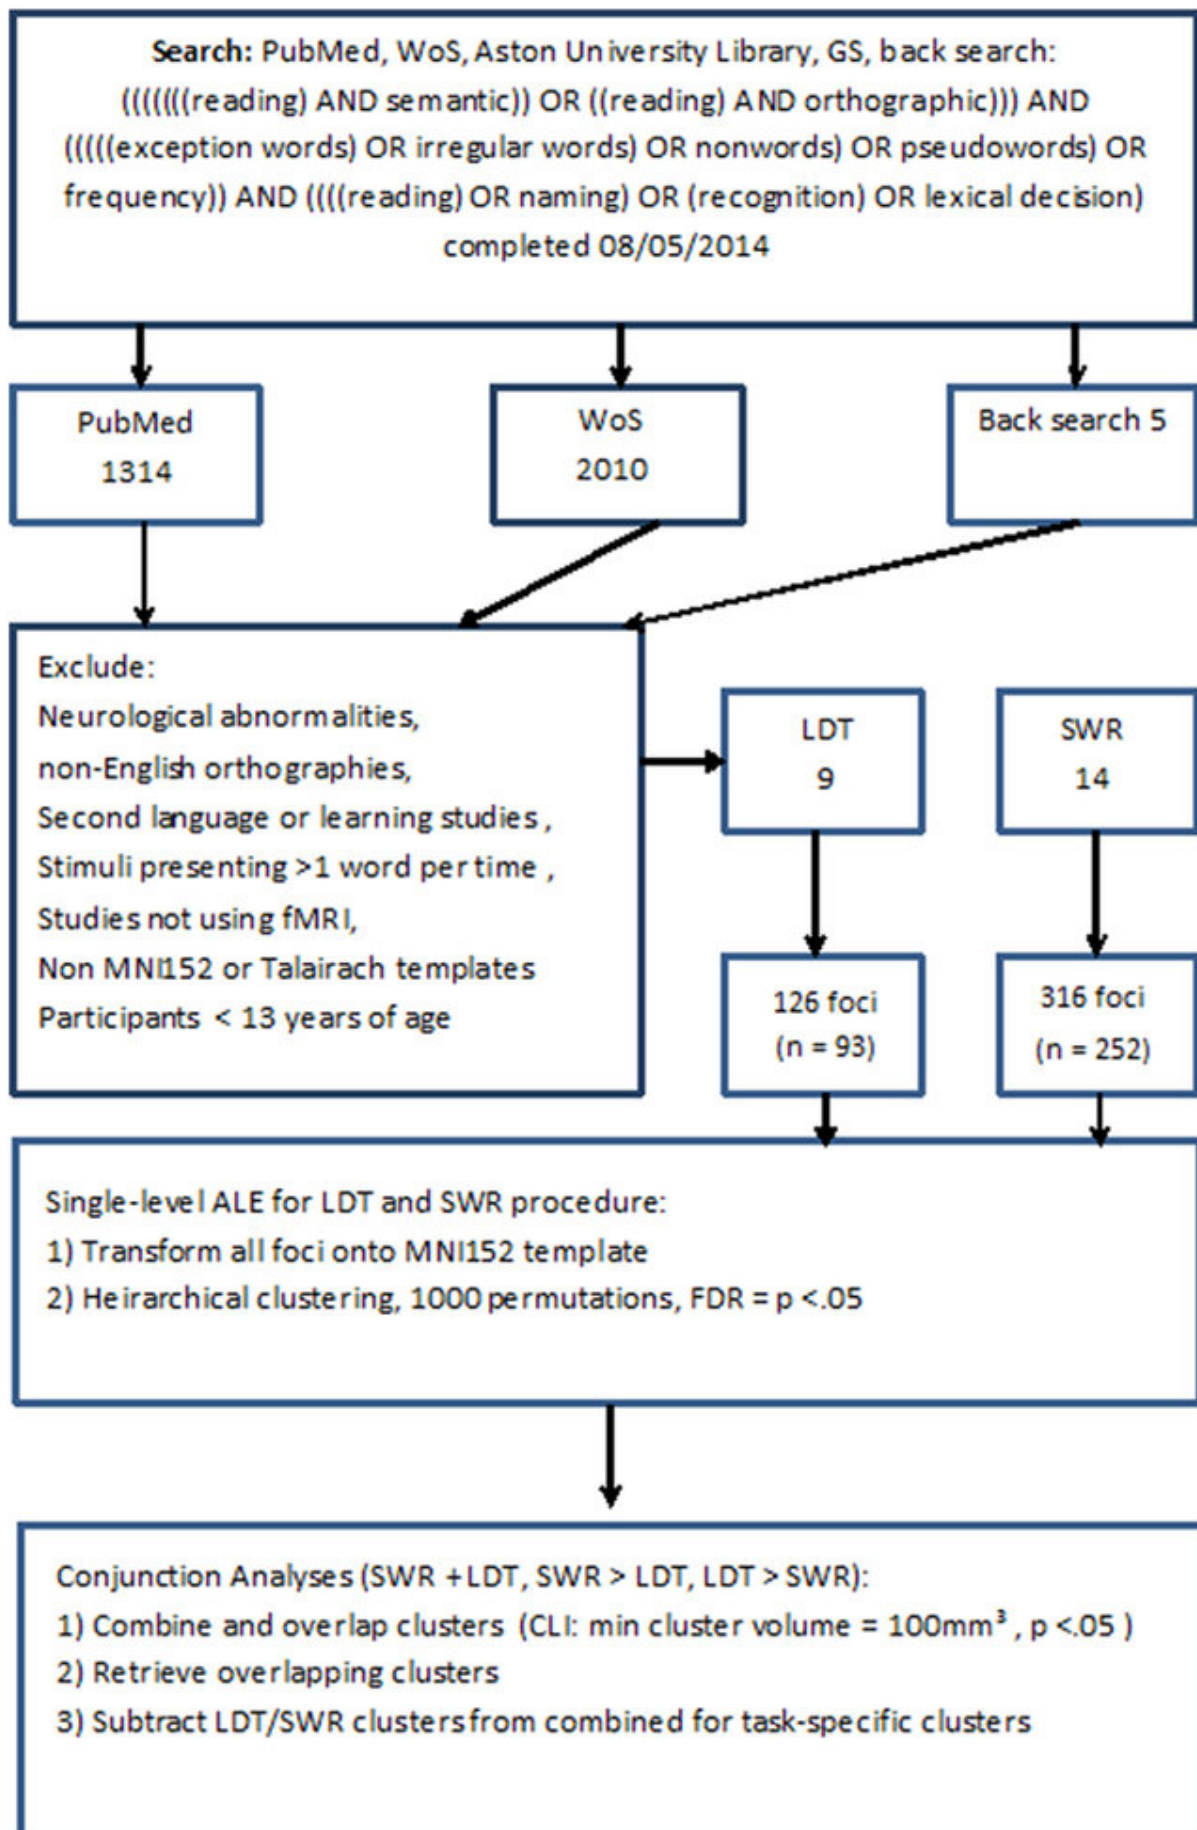 Search: PubMed, WoS, Aston University Library, GS, back search:
(((((((reading) AND semantic)) OR ((reading) AND orthographic))) AND
(((((exception words) OR irregular words) OR nonwords) OR pseudowords) OR
frequency)) AND ((((reading) OR naming) OR (recognition) OR lexical decision)
completed 08/05/2014
PubMed
1314
WoS
2010
Back search 5
Exclude:
Neurological abnormalities,
non-English orthographies,
Second language or learning studies ,
Stimuli presenting >1 word per time ,
Studies not using fMRI,
Non MNI152 or Talairach templates
Participants < 13 years of age
LDT
9
SWR
14
126 foci
(n = 93)
316 foci
(n = 252)
Single-level ALE for LDT and SWR procedure:
1) Transform all foci onto MNI152 template
2) Heirarchical clustering, 1000 permutations, FDR = p <.05
Conjunction Analyses (SWR +LDT, SWR > LDT, LDT > SWR):
1) Combine and overlap clusters (CLI: min cluster volume = 100mm³ , p <.05 )
2) Retrieve overlapping clusters
3) Subtract LDT/SWR clusters from combined for task-specific clusters